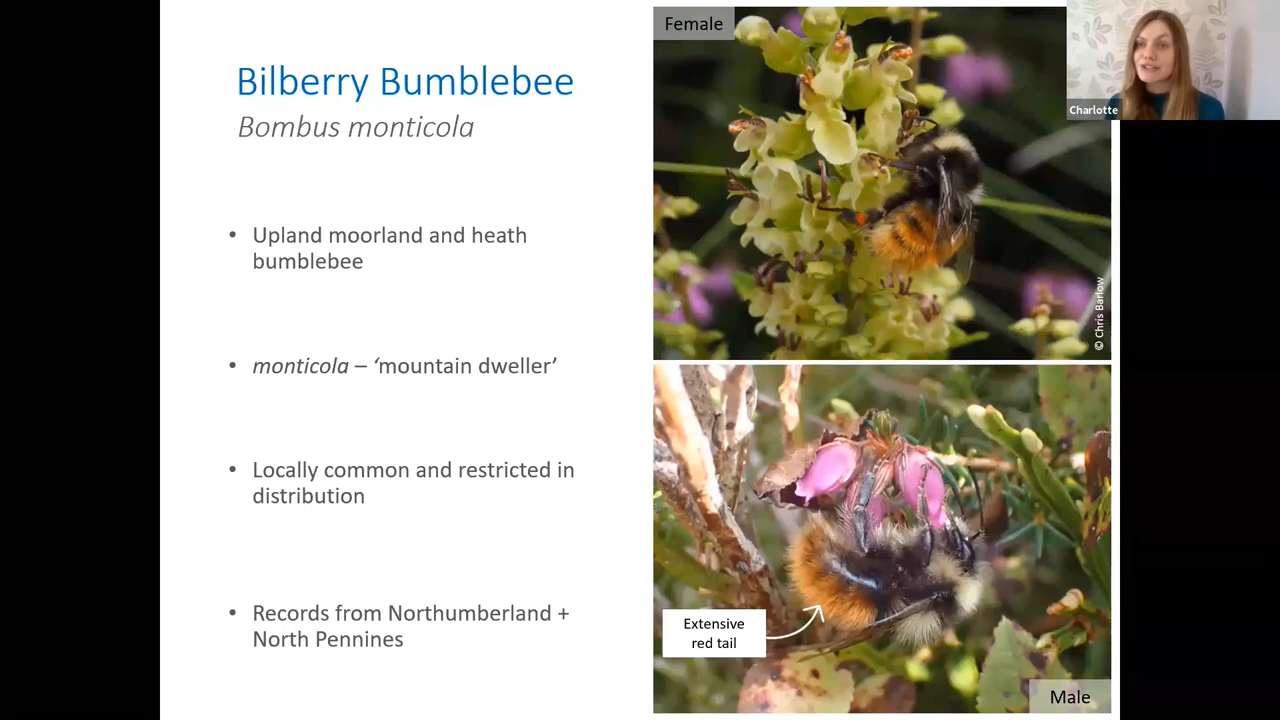 Bilberry Bumblebee
Bombus monticola
• Upland moorland and heath
bumblebee
• monticola – ‘mountain dweller’
• Locally common and restricted in
distribution
• Records from Northumberland +
North Pennines
Female
© Chris Barlow
Extensive
red tail
Male
Charlotte